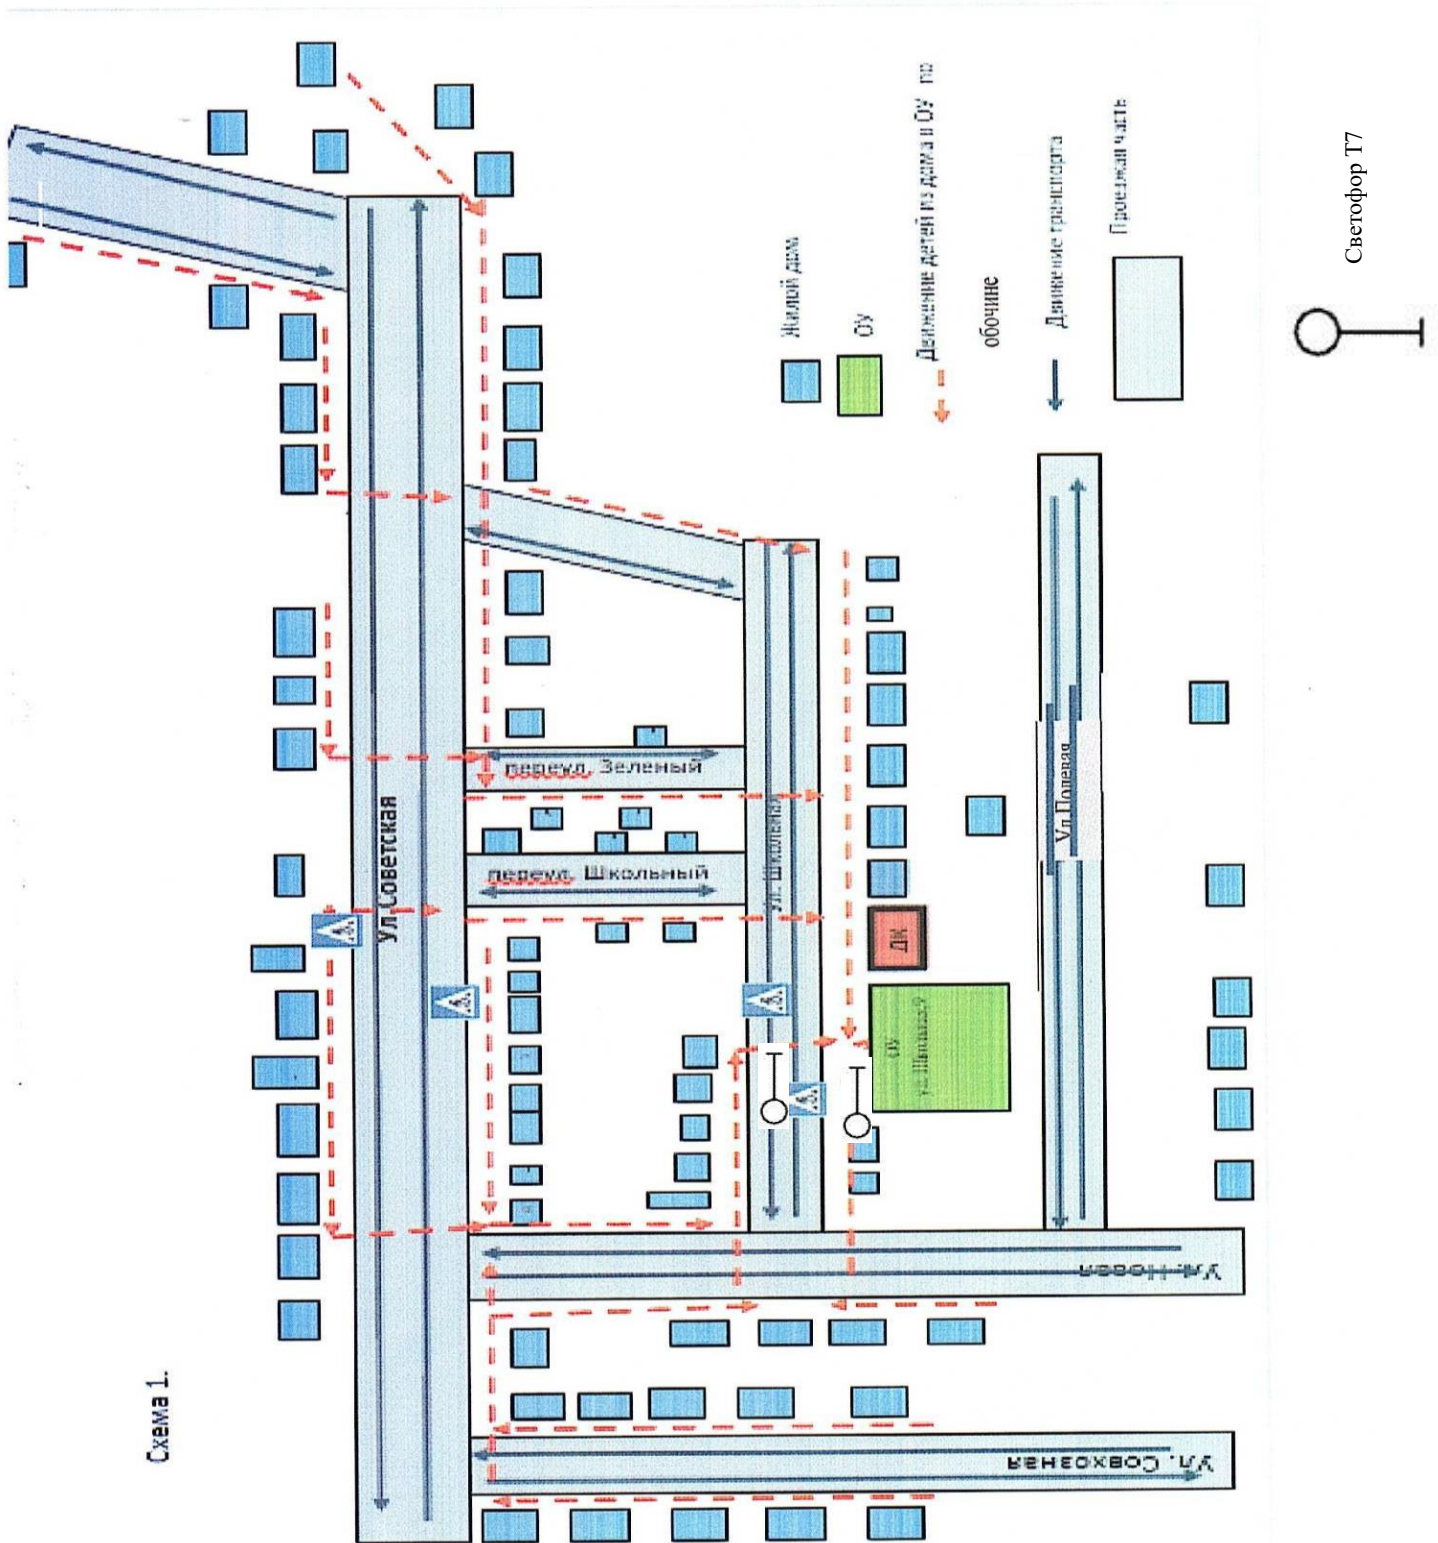 Схема 1.
Ул.Советская
переул. Зеленый
переул. Школьный
ул. Школьная
ДК
ОУ
Ул.Полевая
Ул. Новая
Ул. Совхозная
Жилой дом
ОУ
Движение детей из дома в ОУ по
обочине
Движение транспорта
Проезжая часть
Светофор Т7